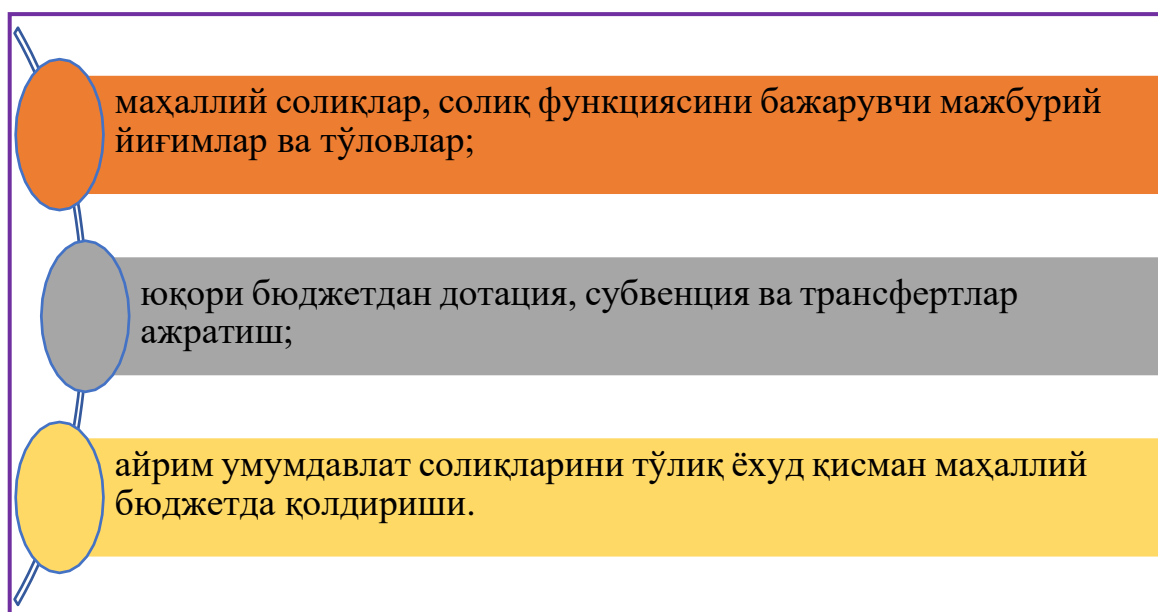 маҳаллий солиқлар, солиқ функциясини бажарувчи мажбурий
йиғимлар ва тўловлар;
юқори бюджетдан дотация, субвенция ва трансфертлар
ажратиш;
айрим умумдавлат солиқларини тўлиқ ёхуд қисман маҳаллий
бюджетда қолдириши.